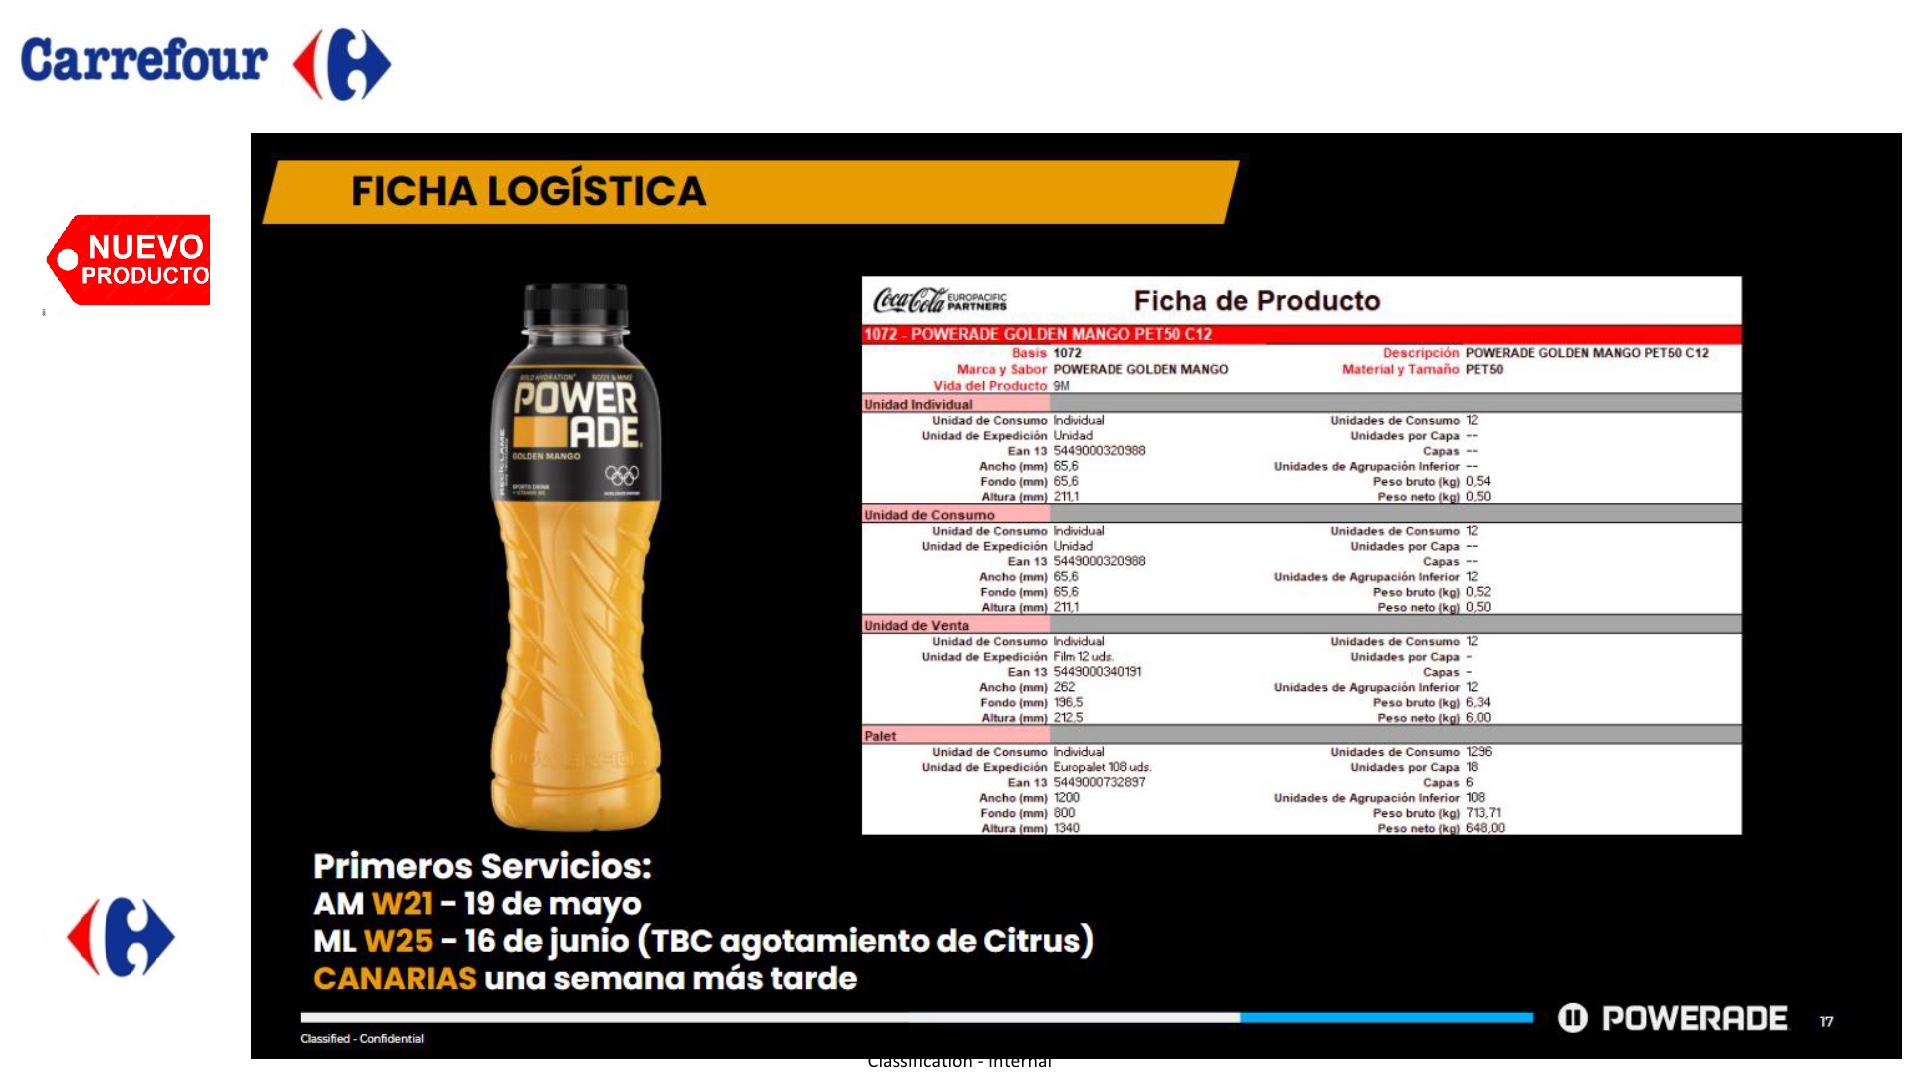 Carrefour
FICHA LOGÍSTICA
NUEVO
PRODUCTO
POWER
ADE
GOLDEN MANGO
Coca-Cola EUROPACIFIC PARTNERS
Ficha de Producto
1072 - POWERADE GOLDEN MANGO PET50 C12
Basis 1072 Descripción POWERADE GOLDEN MANGO PET50 C12
Marca y Sabor POWERADE GOLDEN MANGO Material y Tamaño PET50
Vida del Producto 9M
Unidad Individual
Unidad de Consumo Individual Unidades de Consumo 12
Unidad de Expedición Unidad Unidades por Capa --
Ean 13 5449000320988 Capas --
Ancho (mm) 65,6 Unidades de Agrupación Inferior --
Fondo (mm) 65,6 Peso bruto (kg) 0,54
Altura (mm) 211,1 Peso neto (kg) 0,50
Unidad de Consumo
Unidad de Consumo Individual Unidades de Consumo 12
Unidad de Expedición Unidad Unidades por Capa --
Ean 13 5449000320988 Capas --
Ancho (mm) 65,6 Unidades de Agrupación Inferior 12
Fondo (mm) 65,6 Peso bruto (kg) 0,52
Altura (mm) 211,1 Peso neto (kg) 0,50
Unidad de Venta
Unidad de Consumo Individual Unidades de Consumo 12
Unidad de Expedición Film 12 uds. Unidades por Capa -
Ean 13 5449000340191 Capas -
Ancho (mm) 262 Unidades de Agrupación Inferior 12
Fondo (mm) 196,5 Peso bruto (kg) 6,34
Altura (mm) 212,5 Peso neto (kg) 6,00
Palet
Unidad de Consumo Individual Unidades de Consumo 1296
Unidad de Expedición Europalet 108 uds. Unidades por Capa 18
Ean 13 5449000732897 Capas 6
Ancho (mm) 1200 Unidades de Agrupación Inferior 108
Fondo (mm) 800 Peso bruto (kg) 713,71
Altura (mm) 1340 Peso neto (kg) 648,00
Primeros Servicios:
AM W21 – 19 de mayo
ML W25 – 16 de junio (TBC agotamiento de Citrus)
CANARIAS una semana más tarde
POWERADE
17
Classified - Confidential
Classification - Internal